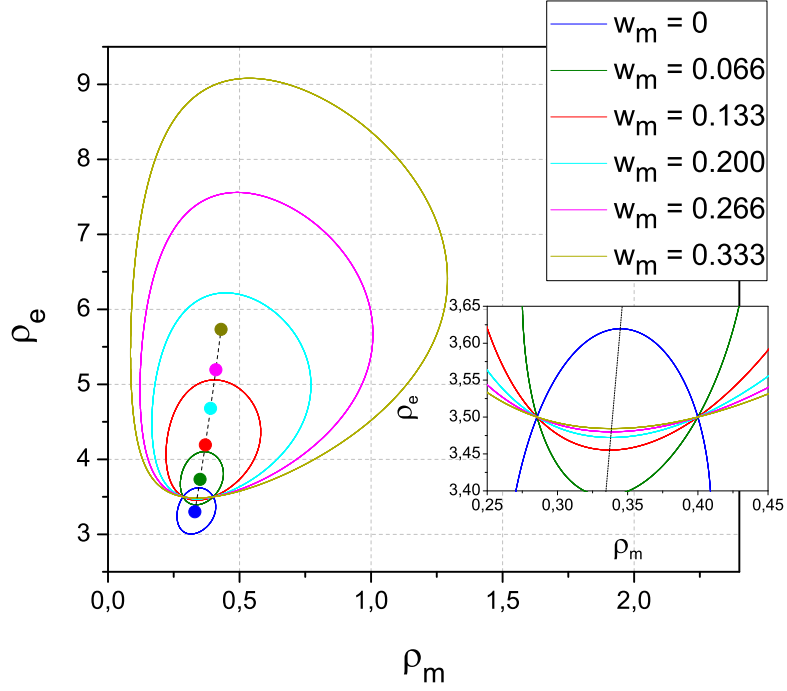 w_m = 0
w_m = 0.066
w_m = 0.133
w_m = 0.200
w_m = 0.266
w_m = 0.333
9
8
7
6
5
4
3
ρ_e
0,0
0,5
1,0
1,5
2,0
ρ_m
3,65
3,60
3,55
3,50
3,45
3,40
ρ_e
0,25
0,30
0,35
0,40
0,45
ρ_m